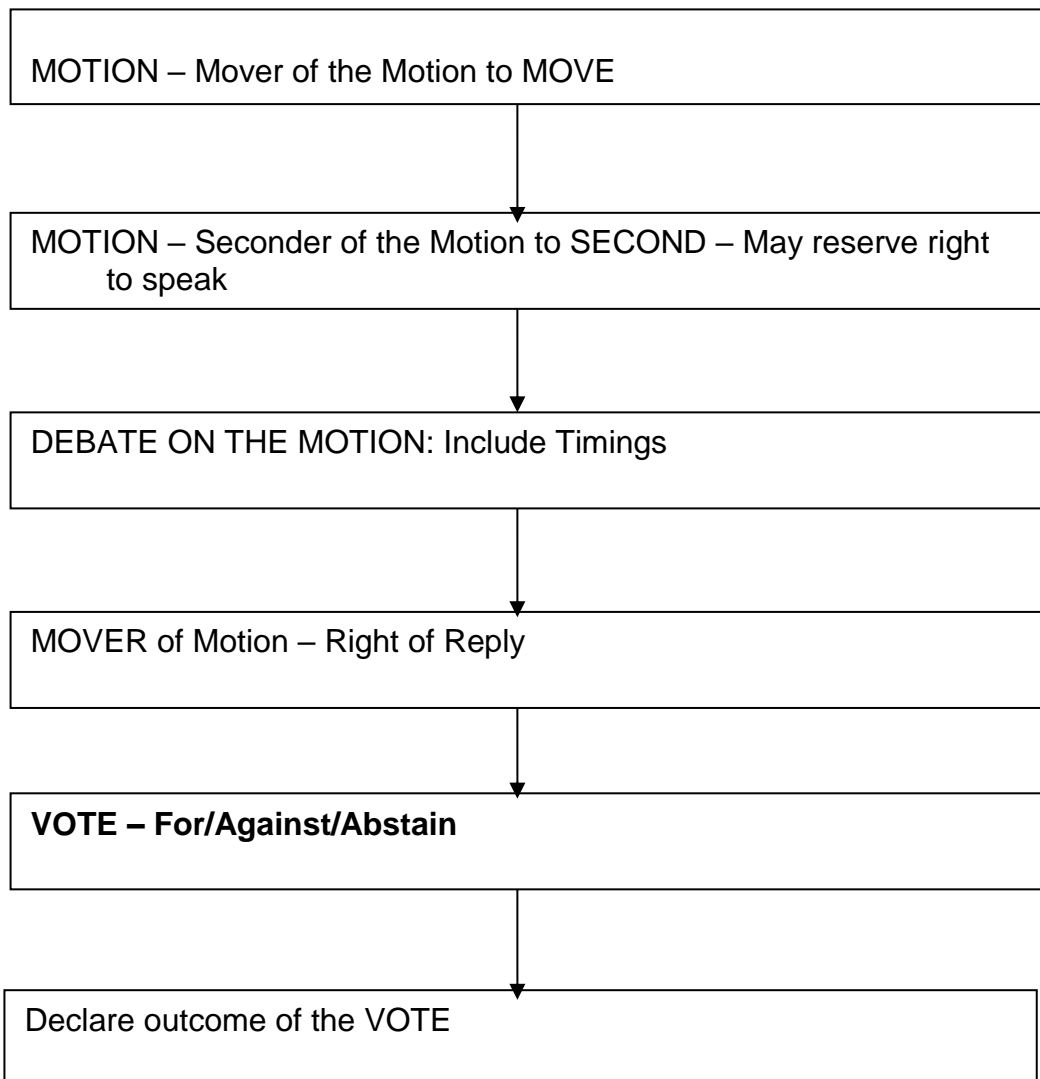 MOTION – Mover of the Motion to MOVE
MOTION – Seconder of the Motion to SECOND – May reserve right
to speak
DEBATE ON THE MOTION: Include Timings
MOVER of Motion – Right of Reply
VOTE – For/Against/Abstain
Declare outcome of the VOTE